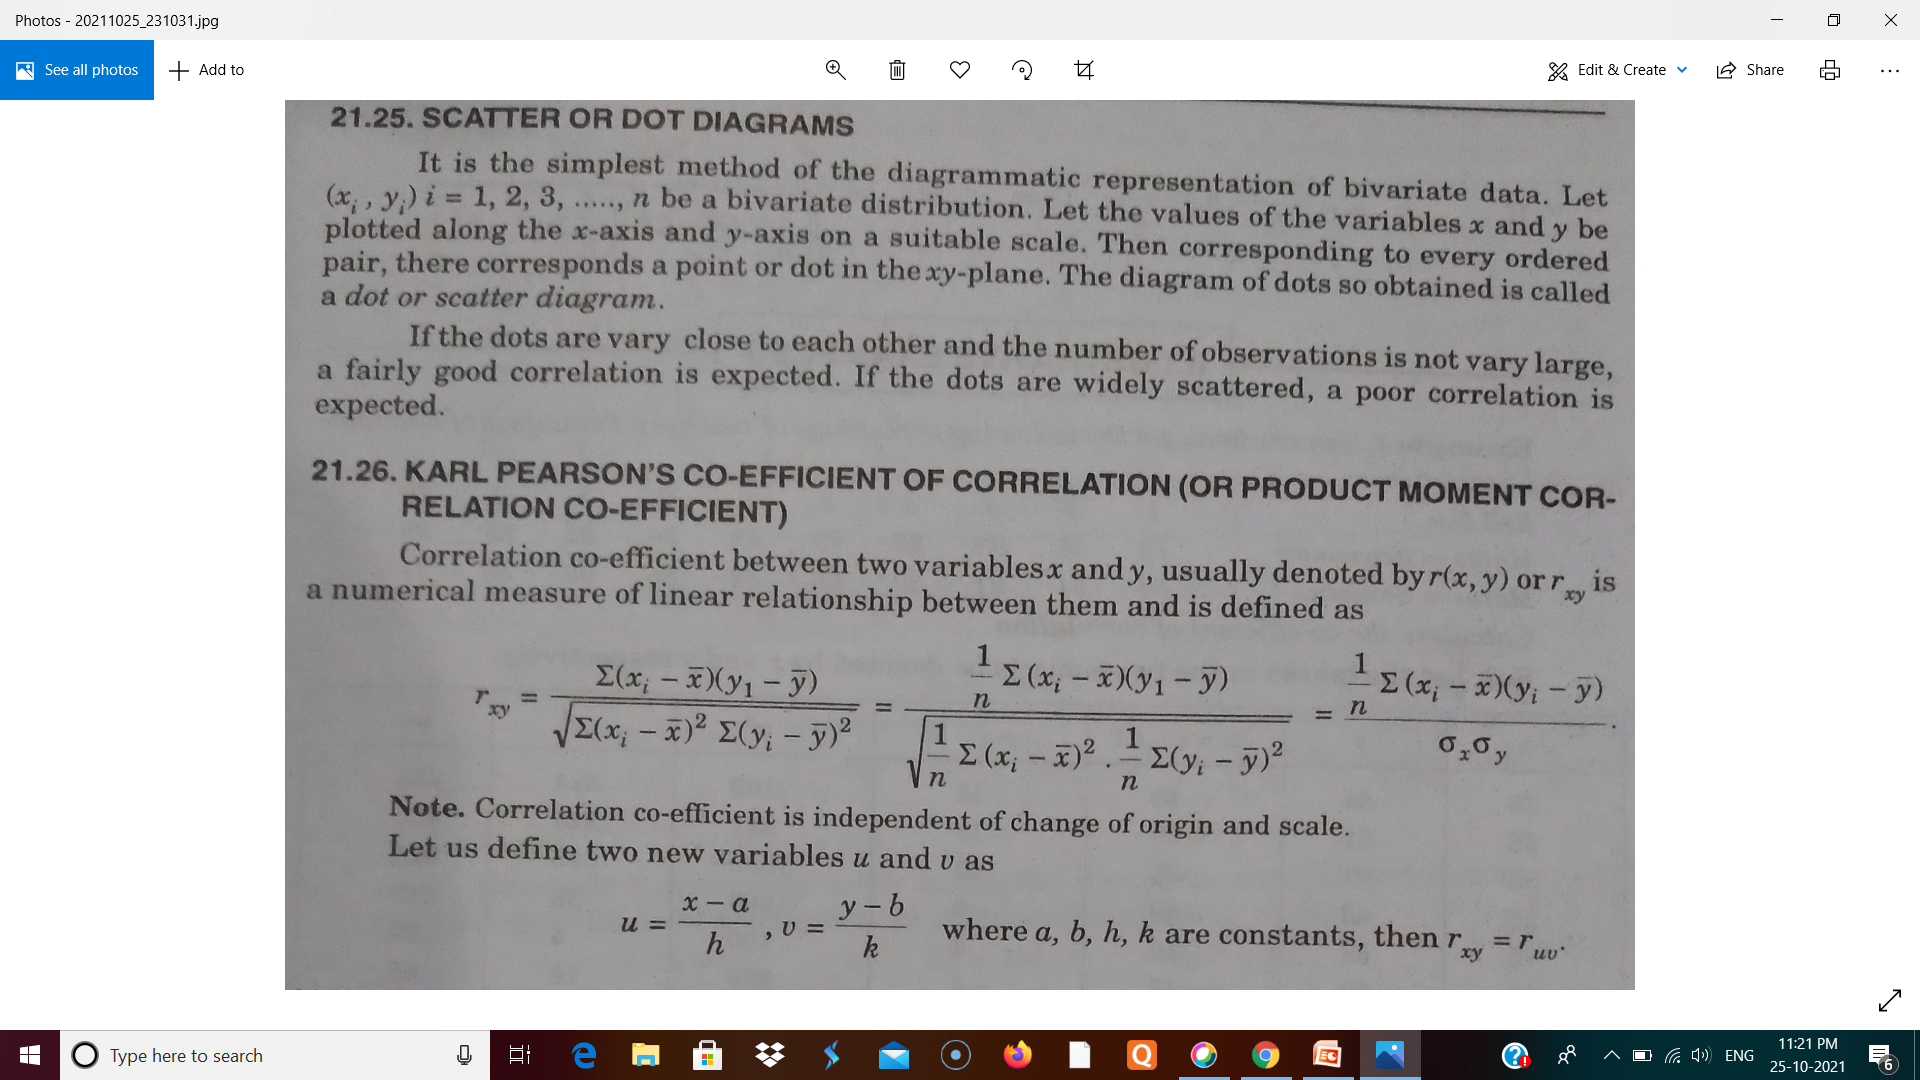 Photos - 20211025_231031.jpg
See all photos
Add to
Edit & Create
Share
21.25. SCATTER OR DOT DIAGRAMS
It is the simplest method of the diagrammatic representation of bivariate data. Let
(xᵢ , yᵢ) i = 1, 2, 3, ....., n be a bivariate distribution. Let the values of the variables x and y be
plotted along the x-axis and y-axis on a suitable scale. Then corresponding to every ordered
pair, there corresponds a point or dot in the xy-plane. The diagram of dots so obtained is called
a dot or scatter diagram.
If the dots are vary close to each other and the number of observations is not vary large,
a fairly good correlation is expected. If the dots are widely scattered, a poor correlation is
expected.
21.26. KARL PEARSON'S CO-EFFICIENT OF CORRELATION (OR PRODUCT MOMENT COR-
RELATION CO-EFFICIENT)
Correlation co-efficient between two variables x and y, usually denoted by r(x, y) or r_xy is
a numerical measure of linear relationship between them and is defined as
r_xy = Σ(xᵢ − x̄)(y₁ − ȳ) / √(Σ(xᵢ − x̄)² Σ(yᵢ − ȳ)²) = (1/n) Σ (xᵢ − x̄)(y₁ − ȳ) / √((1/n) Σ (xᵢ − x̄)² . (1/n) Σ(yᵢ − ȳ)²) = (1/n) Σ (xᵢ − x̄)(yᵢ − ȳ) / σ_xσ_y .
Note. Correlation co-efficient is independent of change of origin and scale.
Let us define two new variables u and v as
u = (x − a)/h , v = (y − b)/k where a, b, h, k are constants, then r_xy = r_uv.
Type here to search
ENG
11:21 PM
25-10-2021
6